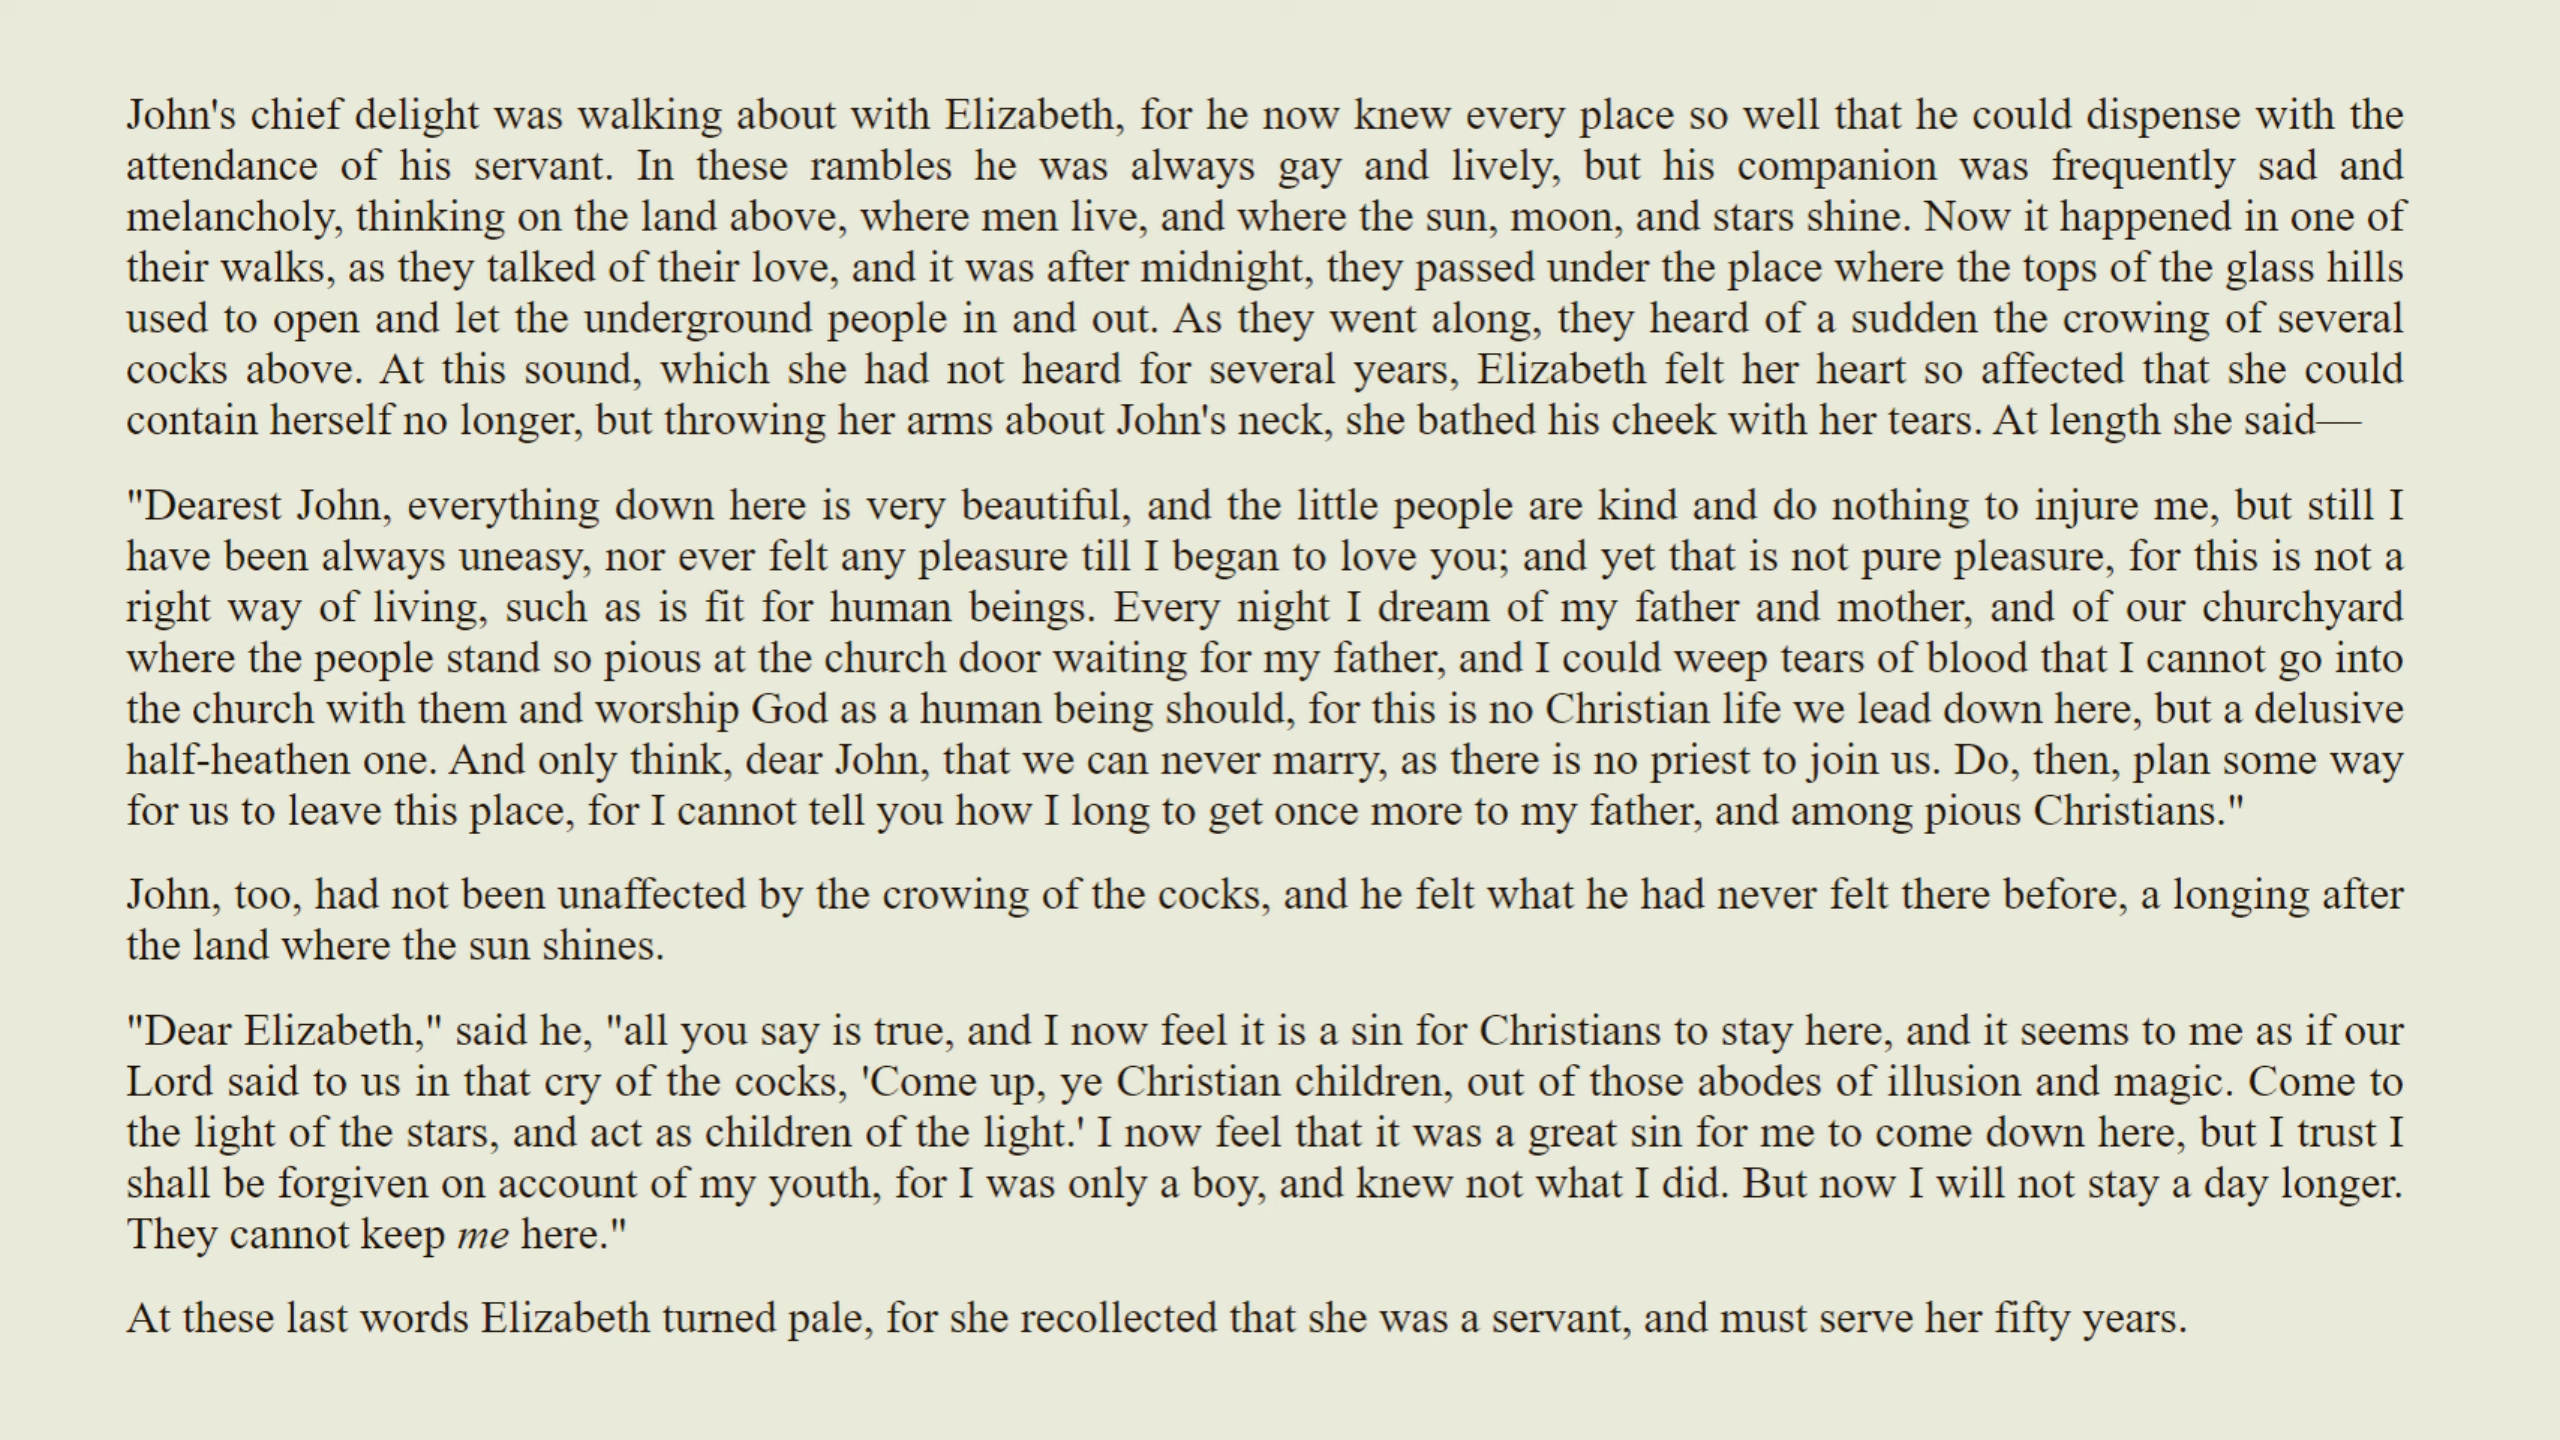 John's chief delight was walking about with Elizabeth, for he now knew every place so well that he could dispense with the
attendance of his servant. In these rambles he was always gay and lively, but his companion was frequently sad and
melancholy, thinking on the land above, where men live, and where the sun, moon, and stars shine. Now it happened in one of
their walks, as they talked of their love, and it was after midnight, they passed under the place where the tops of the glass hills
used to open and let the underground people in and out. As they went along, they heard of a sudden the crowing of several
cocks above. At this sound, which she had not heard for several years, Elizabeth felt her heart so affected that she could
contain herself no longer, but throwing her arms about John's neck, she bathed his cheek with her tears. At length she said—
"Dearest John, everything down here is very beautiful, and the little people are kind and do nothing to injure me, but still I
have been always uneasy, nor ever felt any pleasure till I began to love you; and yet that is not pure pleasure, for this is not a
right way of living, such as is fit for human beings. Every night I dream of my father and mother, and of our churchyard
where the people stand so pious at the church door waiting for my father, and I could weep tears of blood that I cannot go into
the church with them and worship God as a human being should, for this is no Christian life we lead down here, but a delusive
half-heathen one. And only think, dear John, that we can never marry, as there is no priest to join us. Do, then, plan some way
for us to leave this place, for I cannot tell you how I long to get once more to my father, and among pious Christians."
John, too, had not been unaffected by the crowing of the cocks, and he felt what he had never felt there before, a longing after
the land where the sun shines.
"Dear Elizabeth," said he, "all you say is true, and I now feel it is a sin for Christians to stay here, and it seems to me as if our
Lord said to us in that cry of the cocks, 'Come up, ye Christian children, out of those abodes of illusion and magic. Come to
the light of the stars, and act as children of the light.' I now feel that it was a great sin for me to come down here, but I trust I
shall be forgiven on account of my youth, for I was only a boy, and knew not what I did. But now I will not stay a day longer.
They cannot keep me here."
At these last words Elizabeth turned pale, for she recollected that she was a servant, and must serve her fifty years.